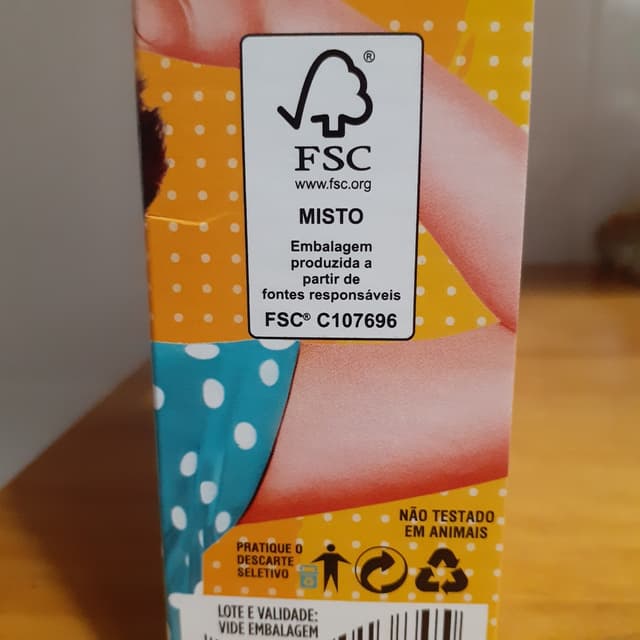 ®
FSC
www.fsc.org
MISTO
Embalagem
produzida a
partir de
fontes responsáveis
FSC® C107696
NÃO TESTADO
EM ANIMAIS
PRATIQUE O
DESCARTE
SELETIVO
LOTE E VALIDADE:
VIDE EMBALAGEM